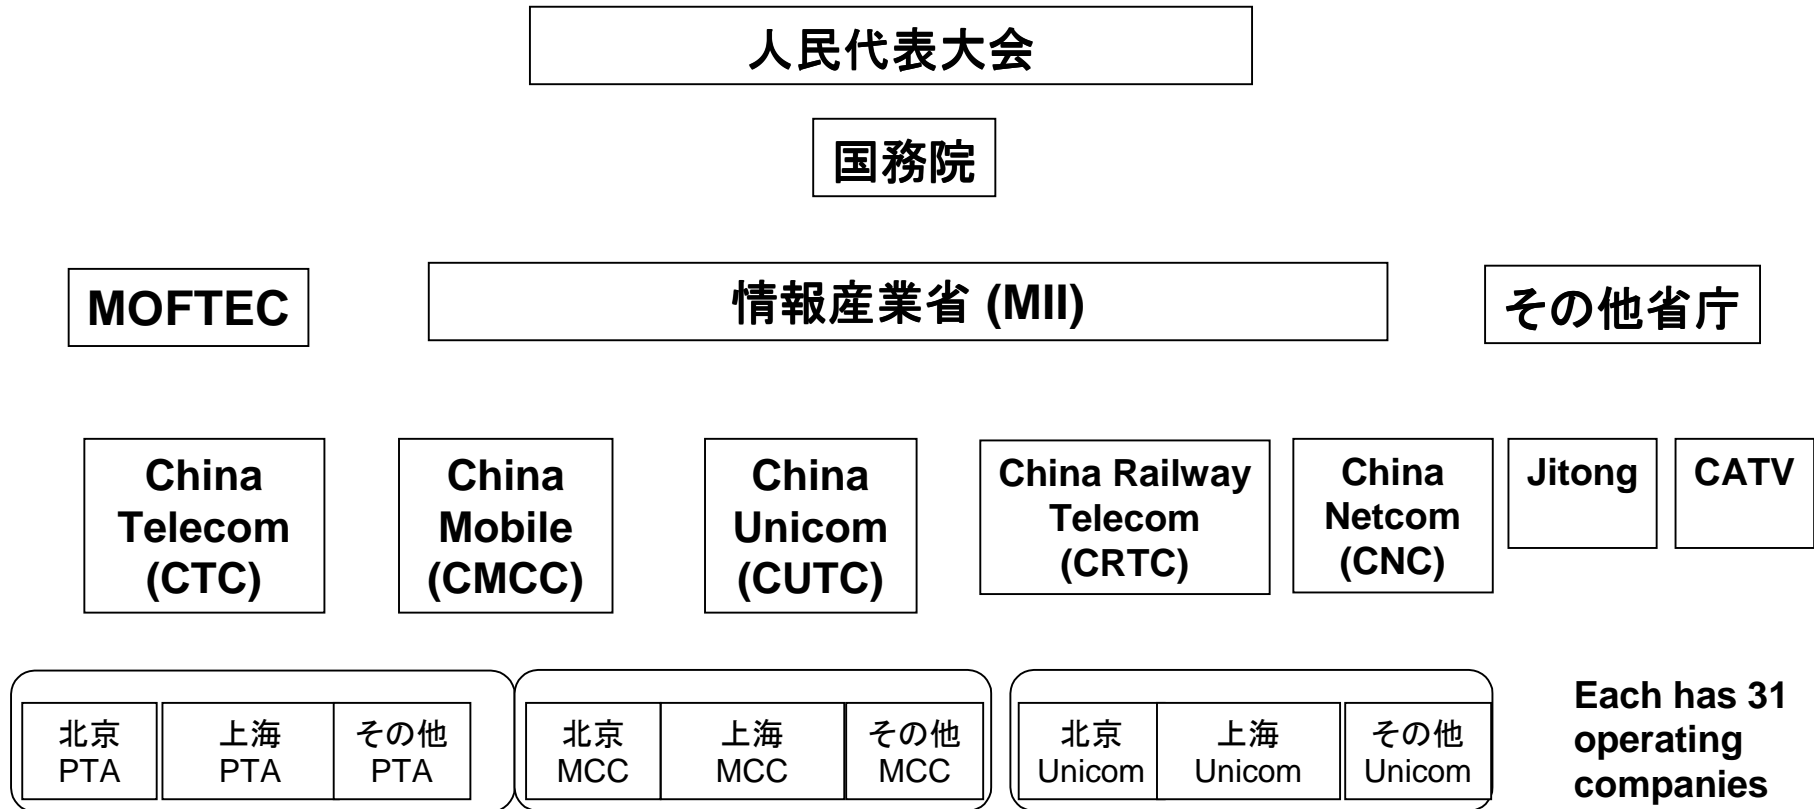 人民代表大会
国務院
MOFTEC
情報産業省 (MII)
その他省庁
China
Telecom
(CTC)
China
Mobile
(CMCC)
China
Unicom
(CUTC)
China Railway
Telecom
(CRTC)
China
Netcom
(CNC)
Jitong
CATV
北京
PTA
上海
PTA
その他
PTA
北京
MCC
上海
MCC
その他
MCC
北京
Unicom
上海
Unicom
その他
Unicom
Each has 31
operating
companies